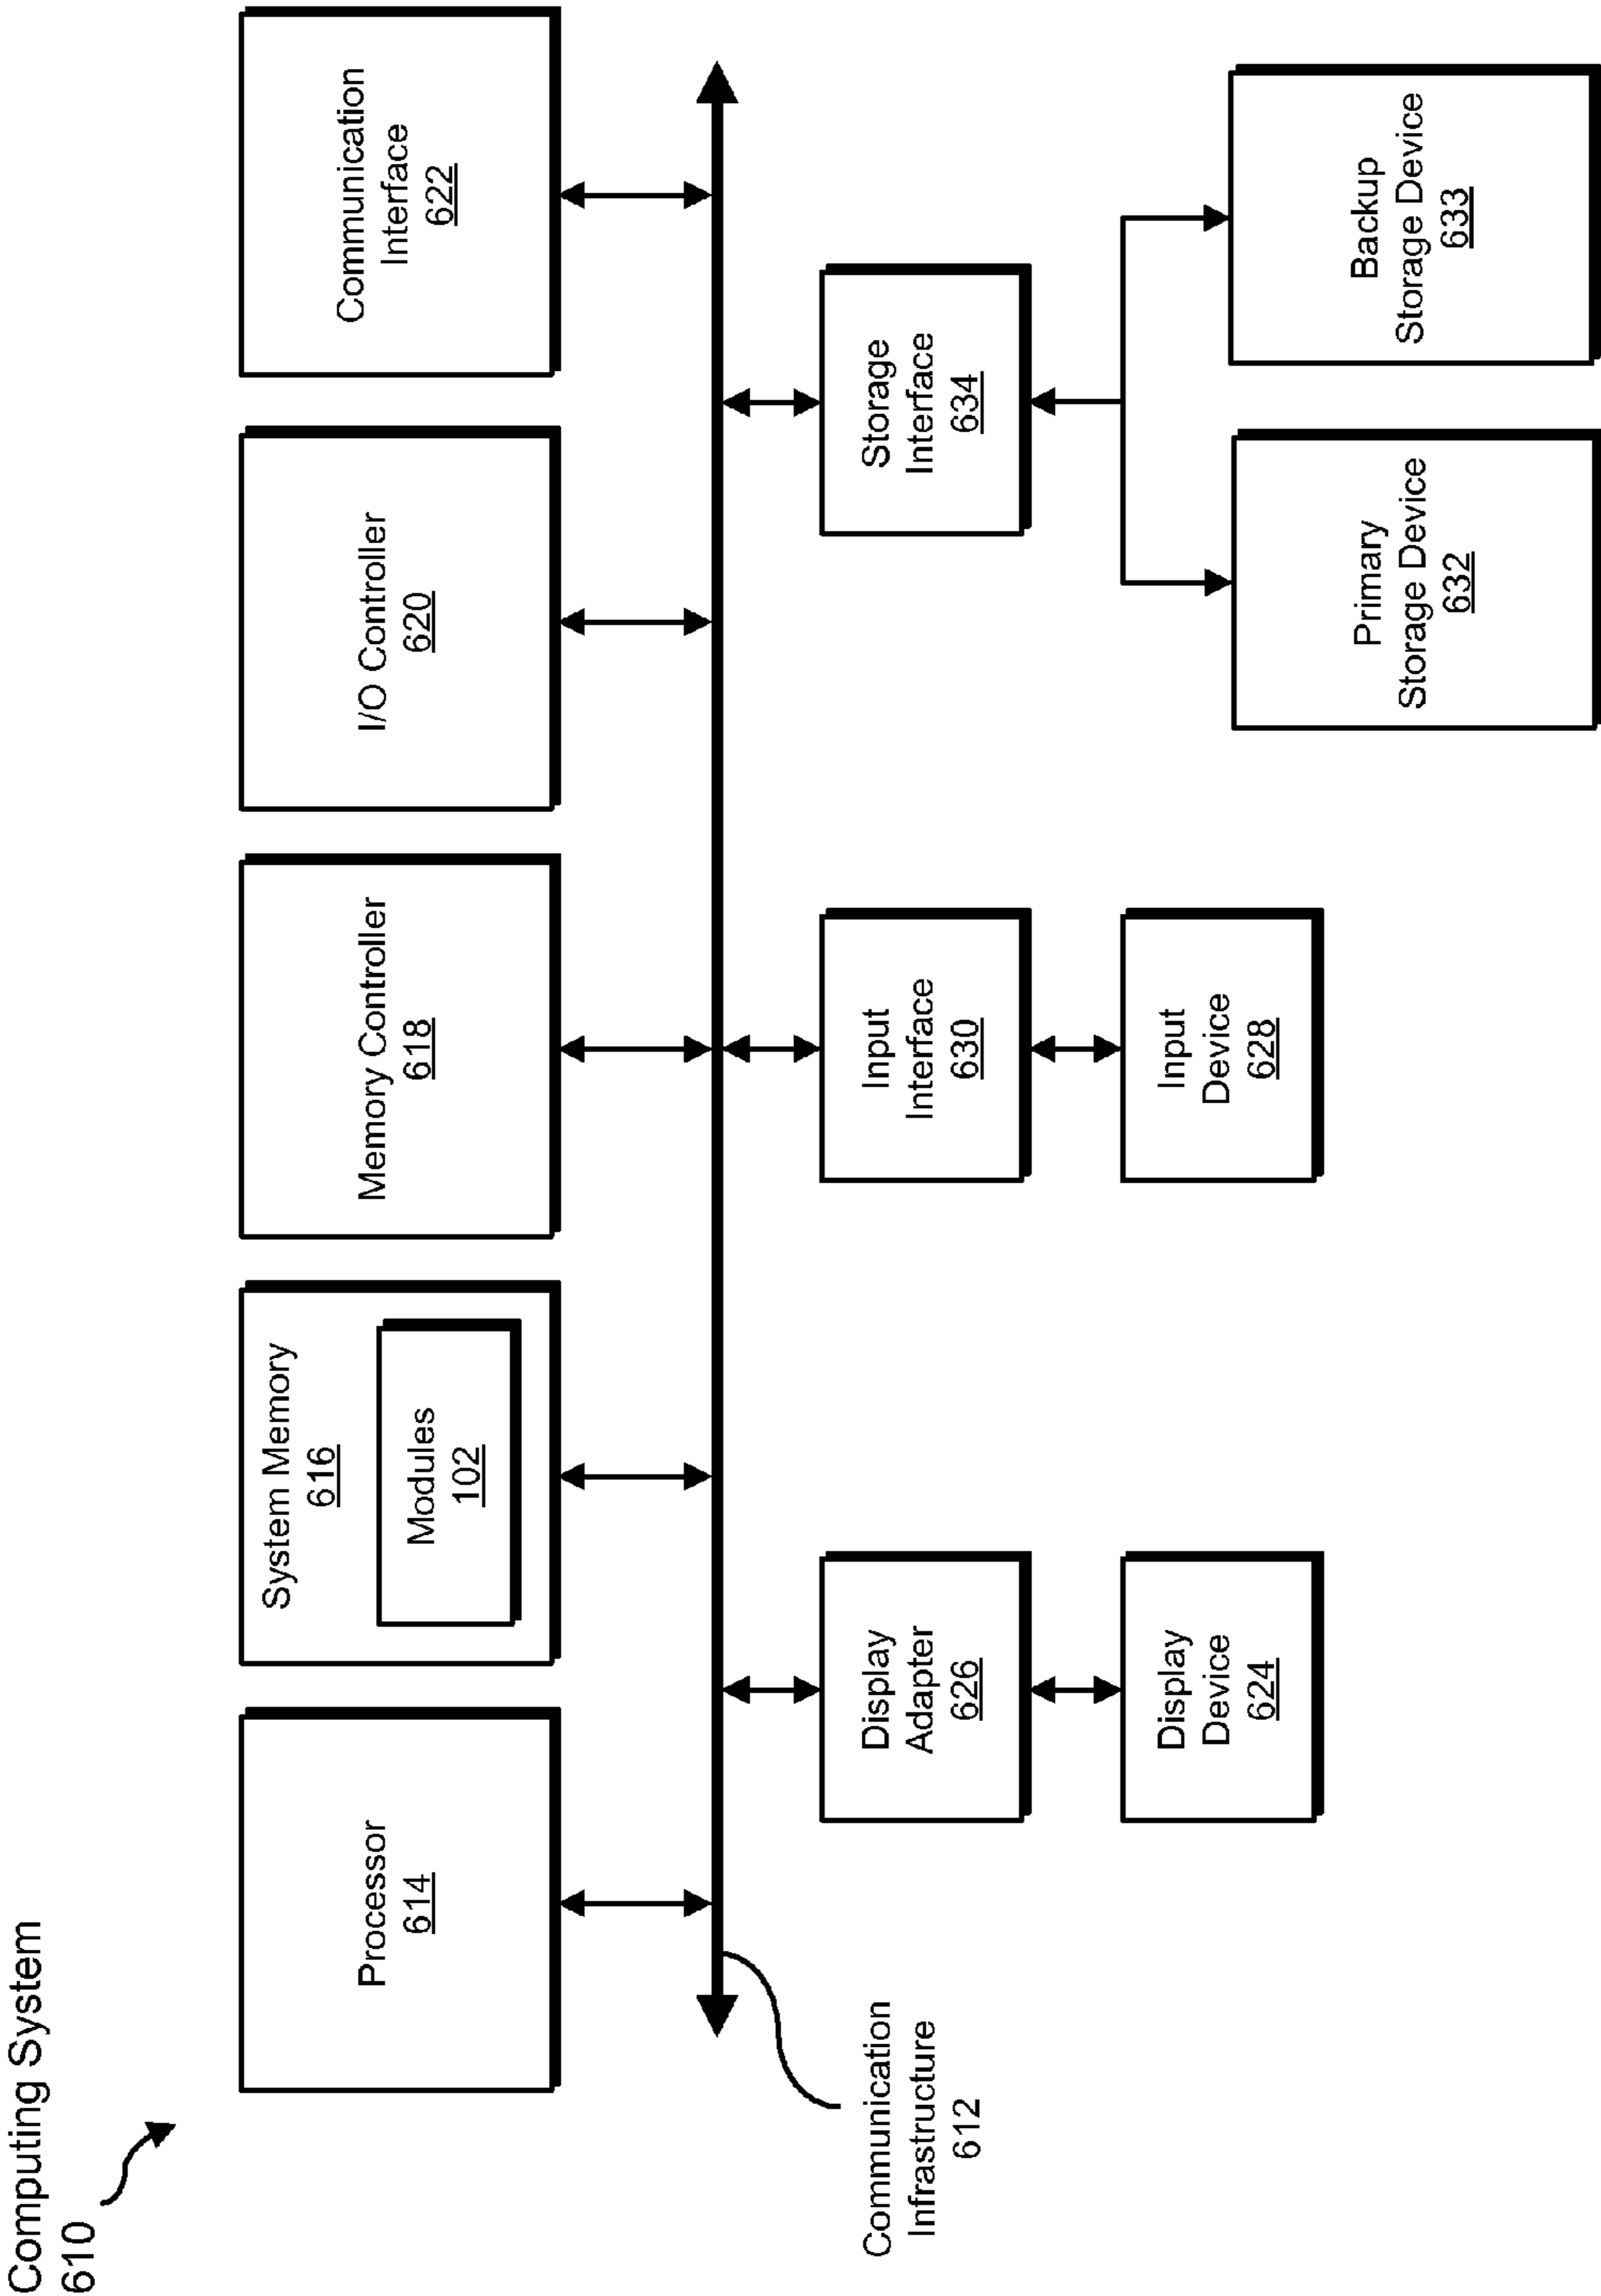 Computing System
610
Processor
614
System Memory
616
Modules
102
Memory Controller
618
I/O Controller
620
Communication
Interface
622
Communication
Infrastructure
612
Display
Adapter
626
Input
Interface
630
Storage
Interface
634
Display
Device
624
Input
Device
628
Primary
Storage Device
632
Backup
Storage Device
633